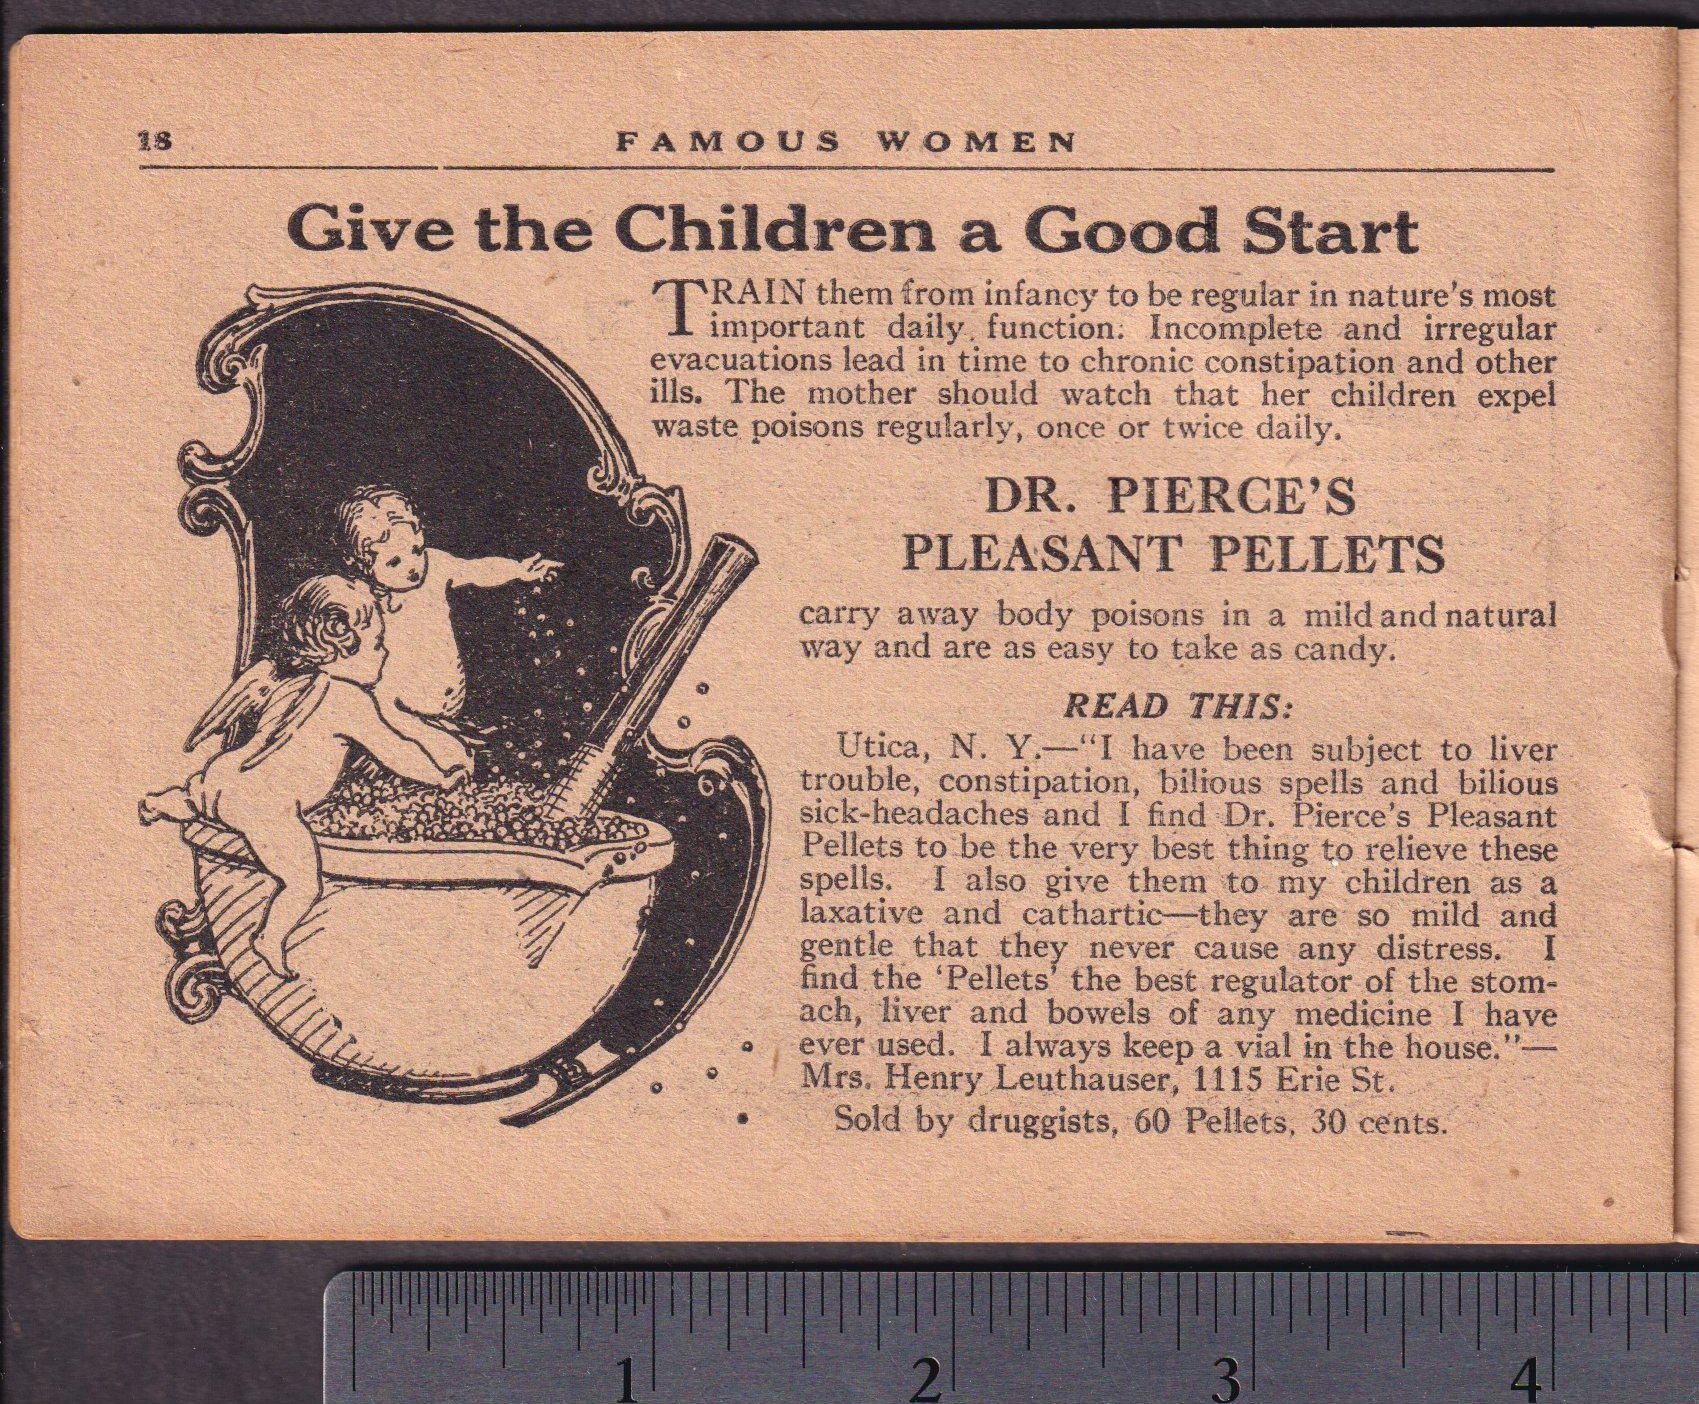 18
FAMOUS WOMEN
Give the Children a Good Start
TRAIN them from infancy to be regular in nature's most
important daily function. Incomplete and irregular
evacuations lead in time to chronic constipation and other
ills. The mother should watch that her children expel
waste poisons regularly, once or twice daily.
DR. PIERCE'S
PLEASANT PELLETS
carry away body poisons in a mild and natural
way and are as easy to take as candy.
READ THIS:
Utica, N. Y.—"I have been subject to liver
trouble, constipation, bilious spells and bilious
sick-headaches and I find Dr. Pierce's Pleasant
Pellets to be the very best thing to relieve these
spells. I also give them to my children as a
laxative and cathartic—they are so mild and
gentle that they never cause any distress. I
find the 'Pellets' the best regulator of the stom-
ach, liver and bowels of any medicine I have
ever used. I always keep a vial in the house."—
Mrs. Henry Leuthauser, 1115 Erie St.
Sold by druggists, 60 Pellets, 30 cents.
1 2 3 4